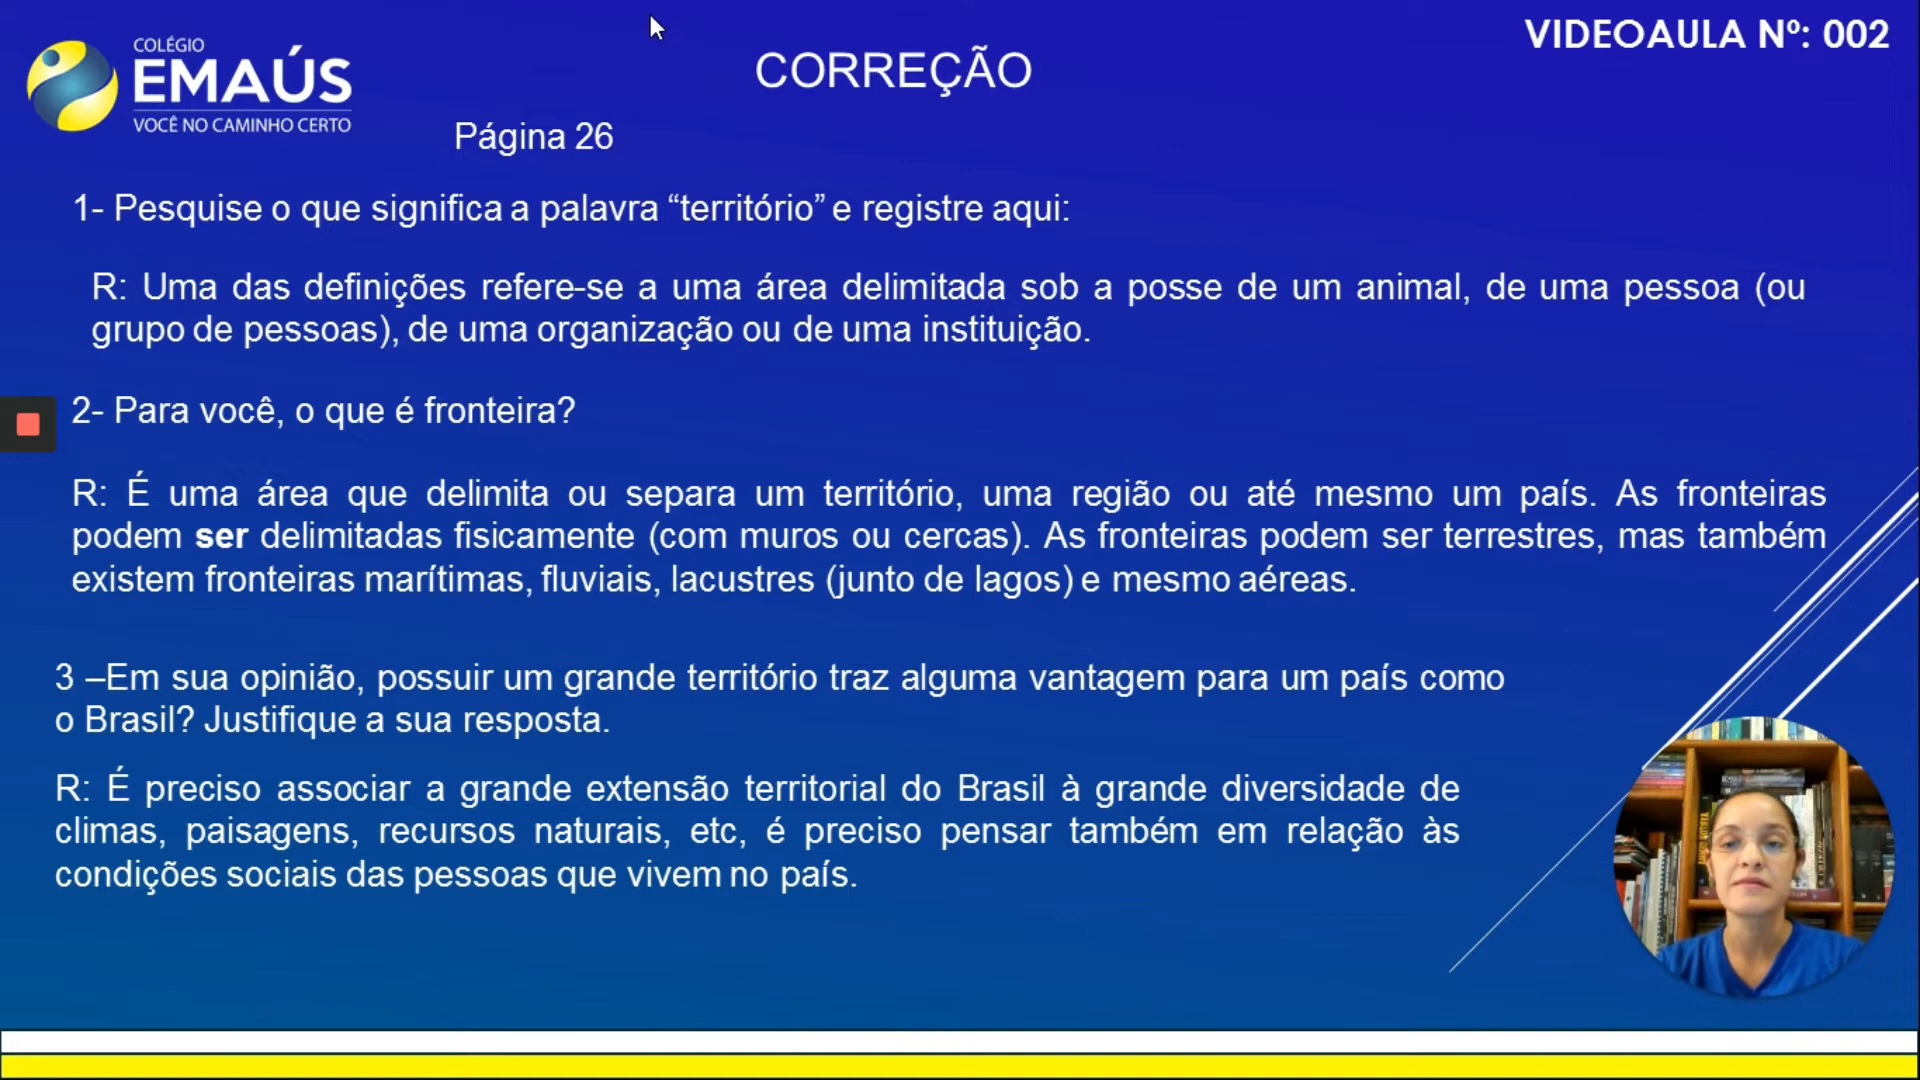 VIDEOAULA Nº: 002
COLÉGIO
EMAÚS
VOCÊ NO CAMINHO CERTO
CORREÇÃO
Página 26
1- Pesquise o que significa a palavra “território” e registre aqui:
R: Uma das definições refere-se a uma área delimitada sob a posse de um animal, de uma pessoa (ou
grupo de pessoas), de uma organização ou de uma instituição.
2- Para você, o que é fronteira?
R: É uma área que delimita ou separa um território, uma região ou até mesmo um país. As fronteiras
podem ser delimitadas fisicamente (com muros ou cercas). As fronteiras podem ser terrestres, mas também
existem fronteiras marítimas, fluviais, lacustres (junto de lagos) e mesmo aéreas.
3 –Em sua opinião, possuir um grande território traz alguma vantagem para um país como
o Brasil? Justifique a sua resposta.
R: É preciso associar a grande extensão territorial do Brasil à grande diversidade de
climas, paisagens, recursos naturais, etc, é preciso pensar também em relação às
condições sociais das pessoas que vivem no país.